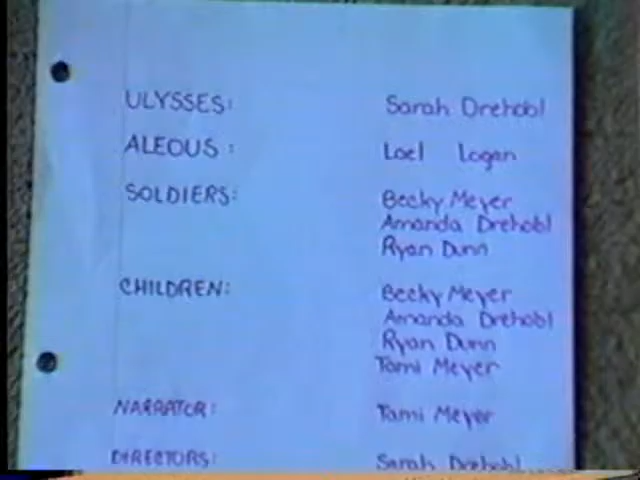 ULYSSES: Sarah Drehobl
ALEOUS: Lael Logan
SOLDIERS: Becky Meyer
Amanda Drehobl
Ryan Dunn
CHILDREN: Becky Meyer
Amanda Drehobl
Ryan Dunn
Tami Meyer
NARRATOR: Tami Meyer
DIRECTORS: Sarah Drehobl